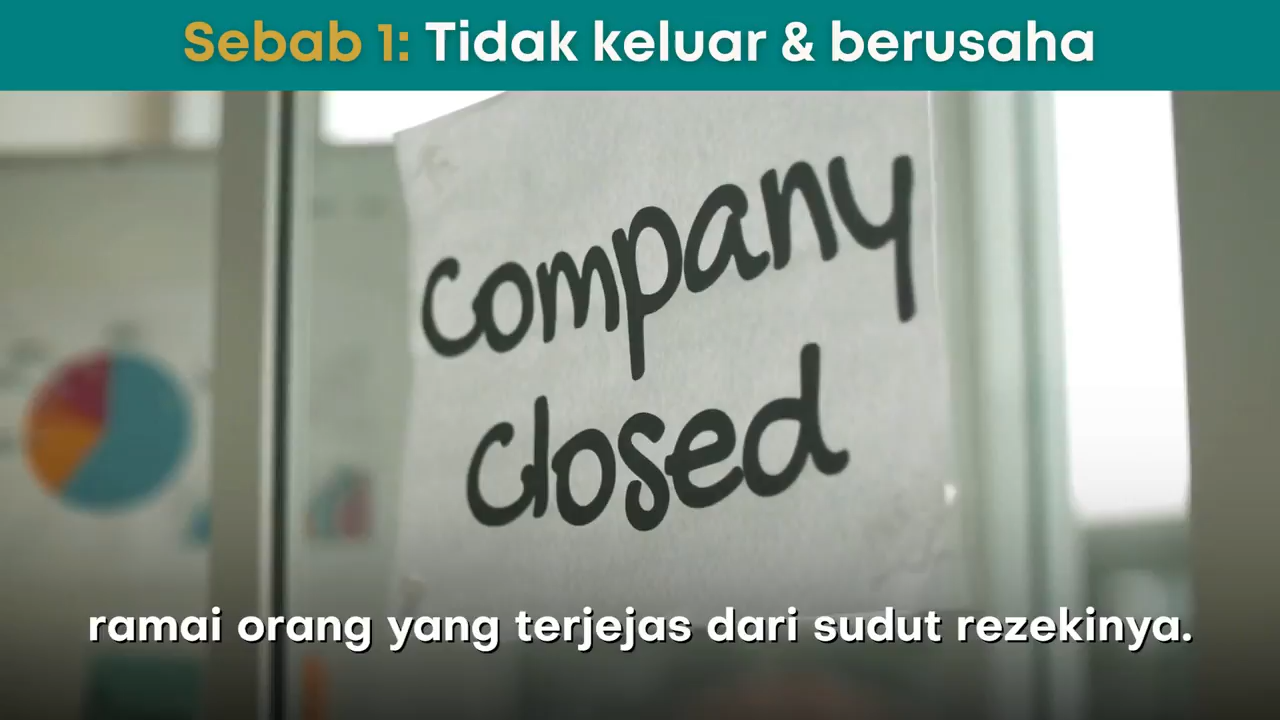 Sebab 1: Tidak keluar & berusaha
company
closed
ramai orang yang terjejas dari sudut rezekinya.